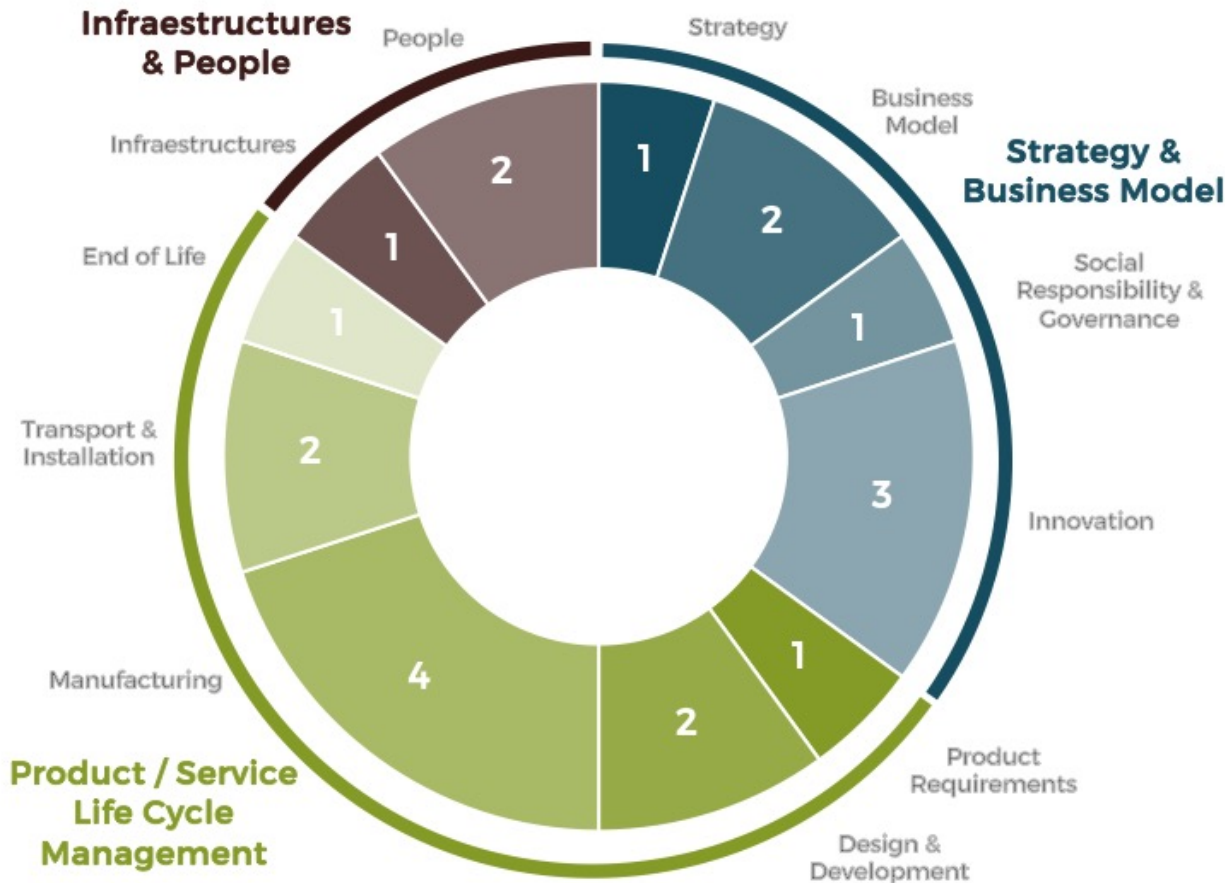 Infraestructures
& People
People
Strategy
Business
Model
Strategy &
Business Model
Infraestructures
2
1
2
1
End of Life
Social
Responsibility &
Governance
1
1
Transport &
Installation
2
3
Innovation
Manufacturing
4
1
2
Product / Service
Life Cycle
Management
Product
Requirements
Design &
Development